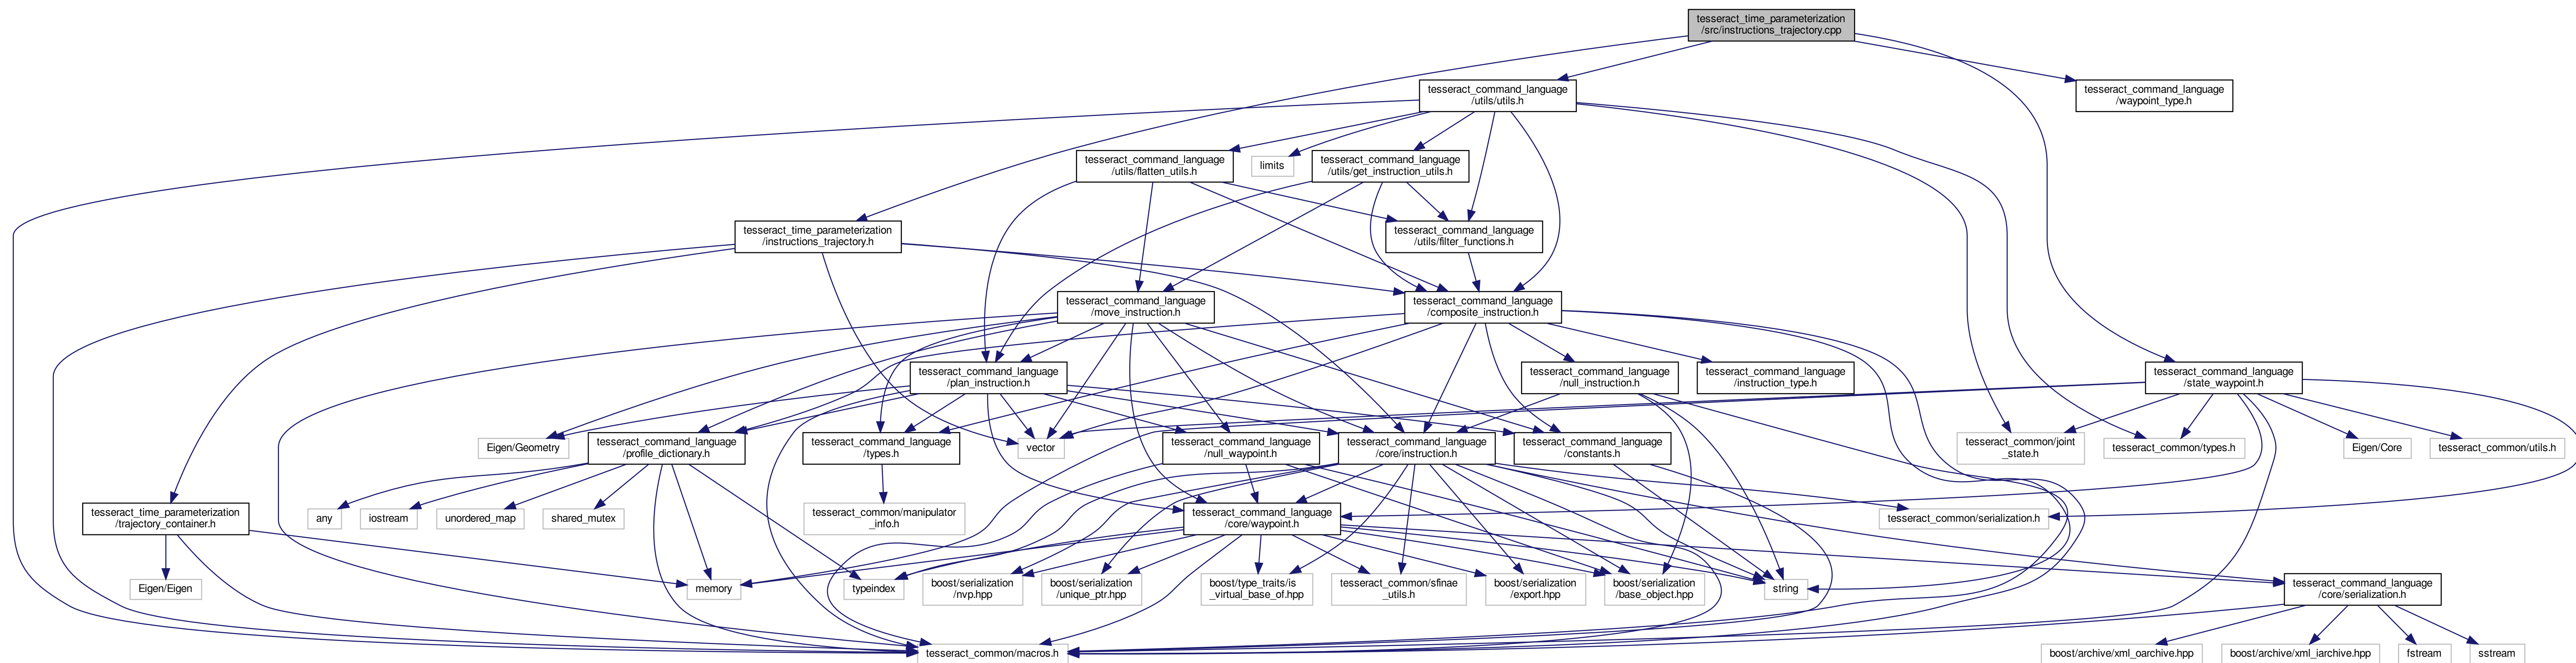 tesseract_time_parameterization
/src/instructions_trajectory.cpp
tesseract_command_language
/utils/utils.h
tesseract_command_language
/waypoint_type.h
tesseract_command_language
/utils/flatten_utils.h
limits
tesseract_command_language
/utils/get_instruction_utils.h
tesseract_time_parameterization
/instructions_trajectory.h
tesseract_command_language
/utils/filter_functions.h
tesseract_command_language
/move_instruction.h
tesseract_command_language
/composite_instruction.h
tesseract_command_language
/plan_instruction.h
tesseract_command_language
/null_instruction.h
tesseract_command_language
/instruction_type.h
tesseract_command_language
/state_waypoint.h
Eigen/Geometry
tesseract_command_language
/profile_dictionary.h
tesseract_command_language
/types.h
vector
tesseract_command_language
/null_waypoint.h
tesseract_command_language
/core/instruction.h
tesseract_command_language
/constants.h
tesseract_common/joint
_state.h
tesseract_common/types.h
Eigen/Core
tesseract_common/utils.h
tesseract_time_parameterization
/trajectory_container.h
any
iostream
unordered_map
shared_mutex
tesseract_common/manipulator
_info.h
tesseract_command_language
/core/waypoint.h
tesseract_common/serialization.h
Eigen/Eigen
memory
typeindex
boost/serialization
/nvp.hpp
boost/serialization
/unique_ptr.hpp
boost/type_traits/is
_virtual_base_of.hpp
tesseract_common/sfinae
_utils.h
boost/serialization
/export.hpp
boost/serialization
/base_object.hpp
string
tesseract_command_language
/core/serialization.h
tesseract_common/macros.h
boost/archive/xml_oarchive.hpp
boost/archive/xml_iarchive.hpp
fstream
sstream